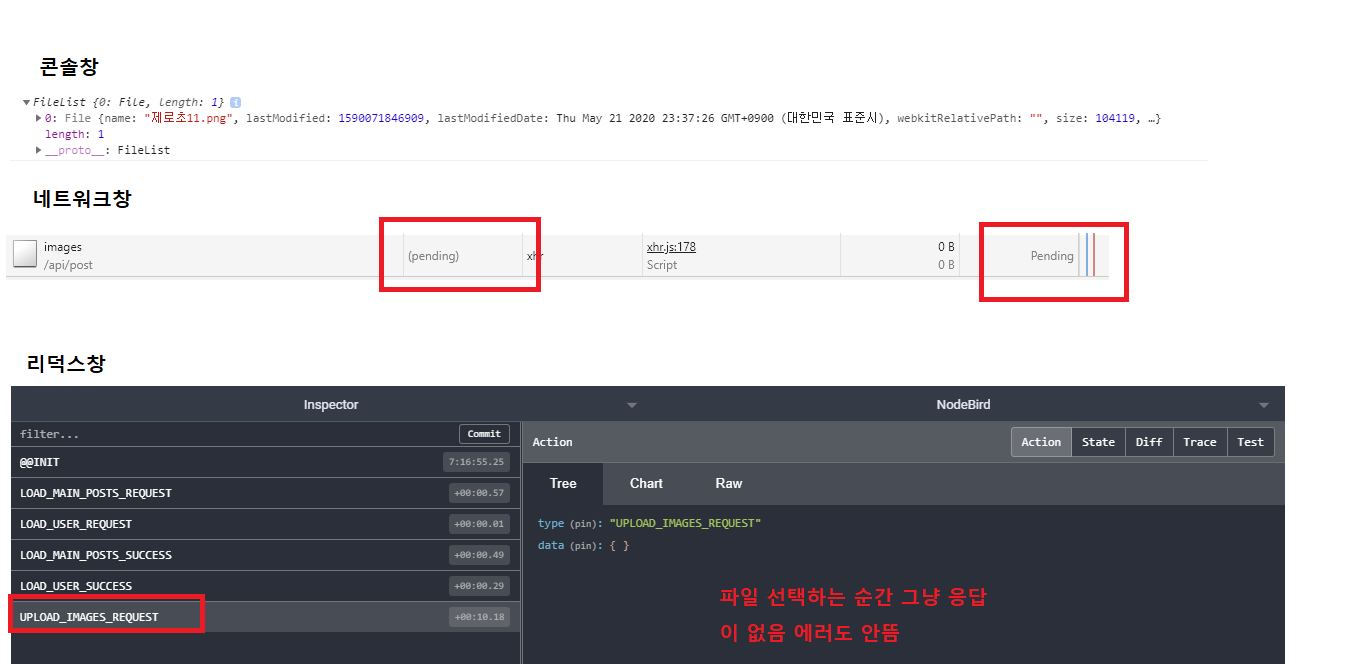 콘솔창
▼FileList {0: File, length: 1} i
▶0: File {name: "제로초11.png", lastModified: 1590071846909, lastModifiedDate: Thu May 21 2020 23:37:26 GMT+0900 (대한민국 표준시), webkitRelativePath: "", size: 104119, …}
length: 1
▶__proto__: FileList
네트워크창
images
/api/post
(pending)
xhr
xhr.js:178
Script
0 B
0 B
Pending
리덕스창
Inspector
NodeBird
filter...
Commit
@@INIT
7:16:55.25
LOAD_MAIN_POSTS_REQUEST
+00:00.57
LOAD_USER_REQUEST
+00:00.01
LOAD_MAIN_POSTS_SUCCESS
+00:00.49
LOAD_USER_SUCCESS
+00:00.29
UPLOAD_IMAGES_REQUEST
+00:10.18
Action
Action
State
Diff
Trace
Test
Tree
Chart
Raw
type (pin): "UPLOAD_IMAGES_REQUEST"
data (pin): { }
파일 선택하는 순간 그냥 응답
이 없음 에러도 안뜸